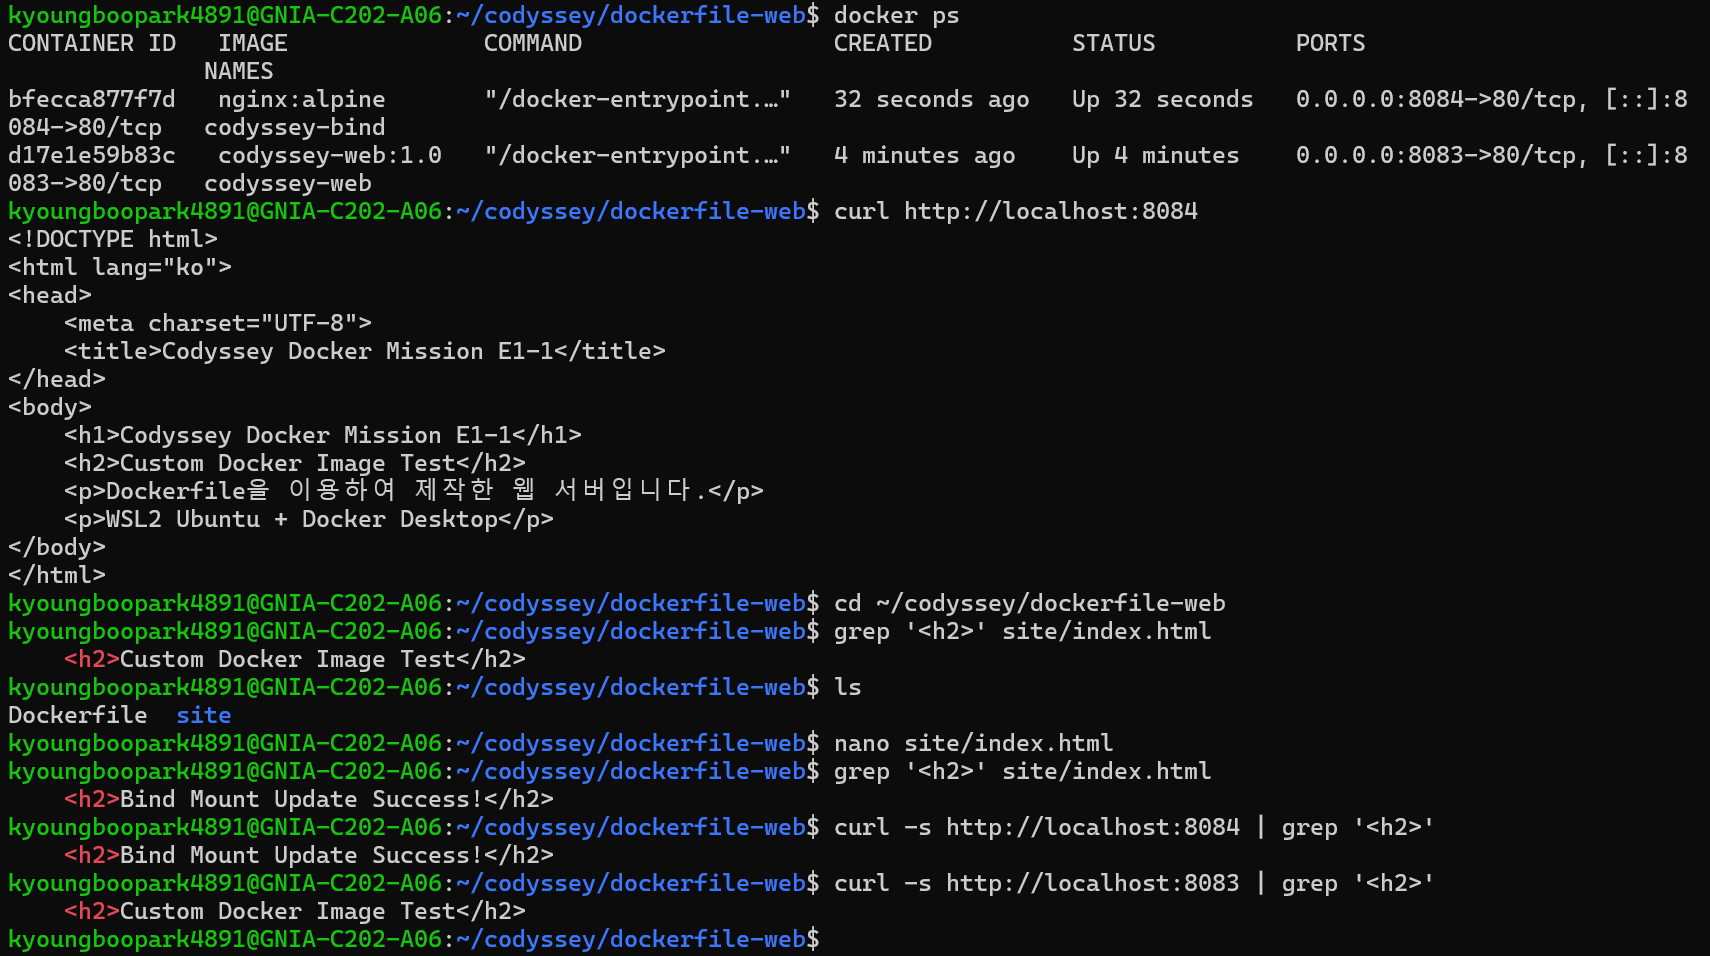 kyoungboopark4891@GNIA-C202-A06:~/codyssey/dockerfile-web$ docker ps
CONTAINER ID   IMAGE              COMMAND                  CREATED          STATUS          PORTS
              NAMES
bfecca877f7d   nginx:alpine       "/docker-entrypoint.…"   32 seconds ago   Up 32 seconds   0.0.0.0:8084->80/tcp, [::]:8
084->80/tcp   codyssey-bind
d17e1e59b83c   codyssey-web:1.0   "/docker-entrypoint.…"   4 minutes ago    Up 4 minutes    0.0.0.0:8083->80/tcp, [::]:8
083->80/tcp   codyssey-web
kyoungboopark4891@GNIA-C202-A06:~/codyssey/dockerfile-web$ curl http://localhost:8084
<!DOCTYPE html>
<html lang="ko">
<head>
    <meta charset="UTF-8">
    <title>Codyssey Docker Mission E1-1</title>
</head>
<body>
    <h1>Codyssey Docker Mission E1-1</h1>
    <h2>Custom Docker Image Test</h2>
    <p>Dockerfile을 이용하여 제작한 웹 서버입니다.</p>
    <p>WSL2 Ubuntu + Docker Desktop</p>
</body>
</html>
kyoungboopark4891@GNIA-C202-A06:~/codyssey/dockerfile-web$ cd ~/codyssey/dockerfile-web
kyoungboopark4891@GNIA-C202-A06:~/codyssey/dockerfile-web$ grep '<h2>' site/index.html
    <h2>Custom Docker Image Test</h2>
kyoungboopark4891@GNIA-C202-A06:~/codyssey/dockerfile-web$ ls
Dockerfile  site
kyoungboopark4891@GNIA-C202-A06:~/codyssey/dockerfile-web$ nano site/index.html
kyoungboopark4891@GNIA-C202-A06:~/codyssey/dockerfile-web$ grep '<h2>' site/index.html
    <h2>Bind Mount Update Success!</h2>
kyoungboopark4891@GNIA-C202-A06:~/codyssey/dockerfile-web$ curl -s http://localhost:8084 | grep '<h2>'
    <h2>Bind Mount Update Success!</h2>
kyoungboopark4891@GNIA-C202-A06:~/codyssey/dockerfile-web$ curl -s http://localhost:8083 | grep '<h2>'
    <h2>Custom Docker Image Test</h2>
kyoungboopark4891@GNIA-C202-A06:~/codyssey/dockerfile-web$